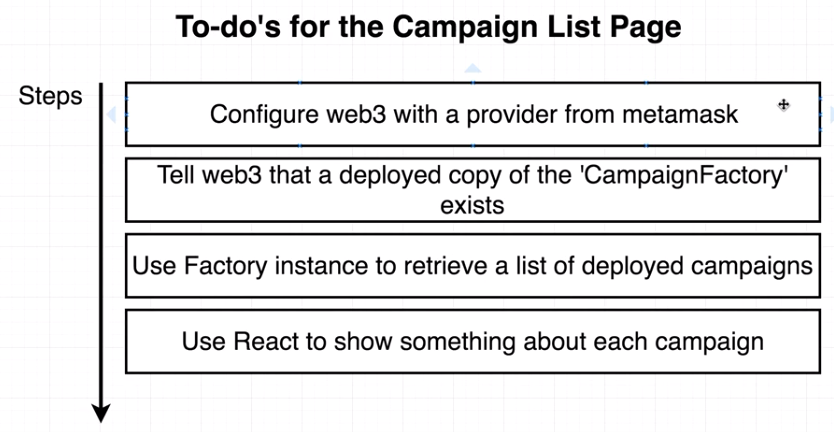 To-do's for the Campaign List Page
Steps
Configure web3 with a provider from metamask
Tell web3 that a deployed copy of the 'CampaignFactory'
exists
Use Factory instance to retrieve a list of deployed campaigns
Use React to show something about each campaign